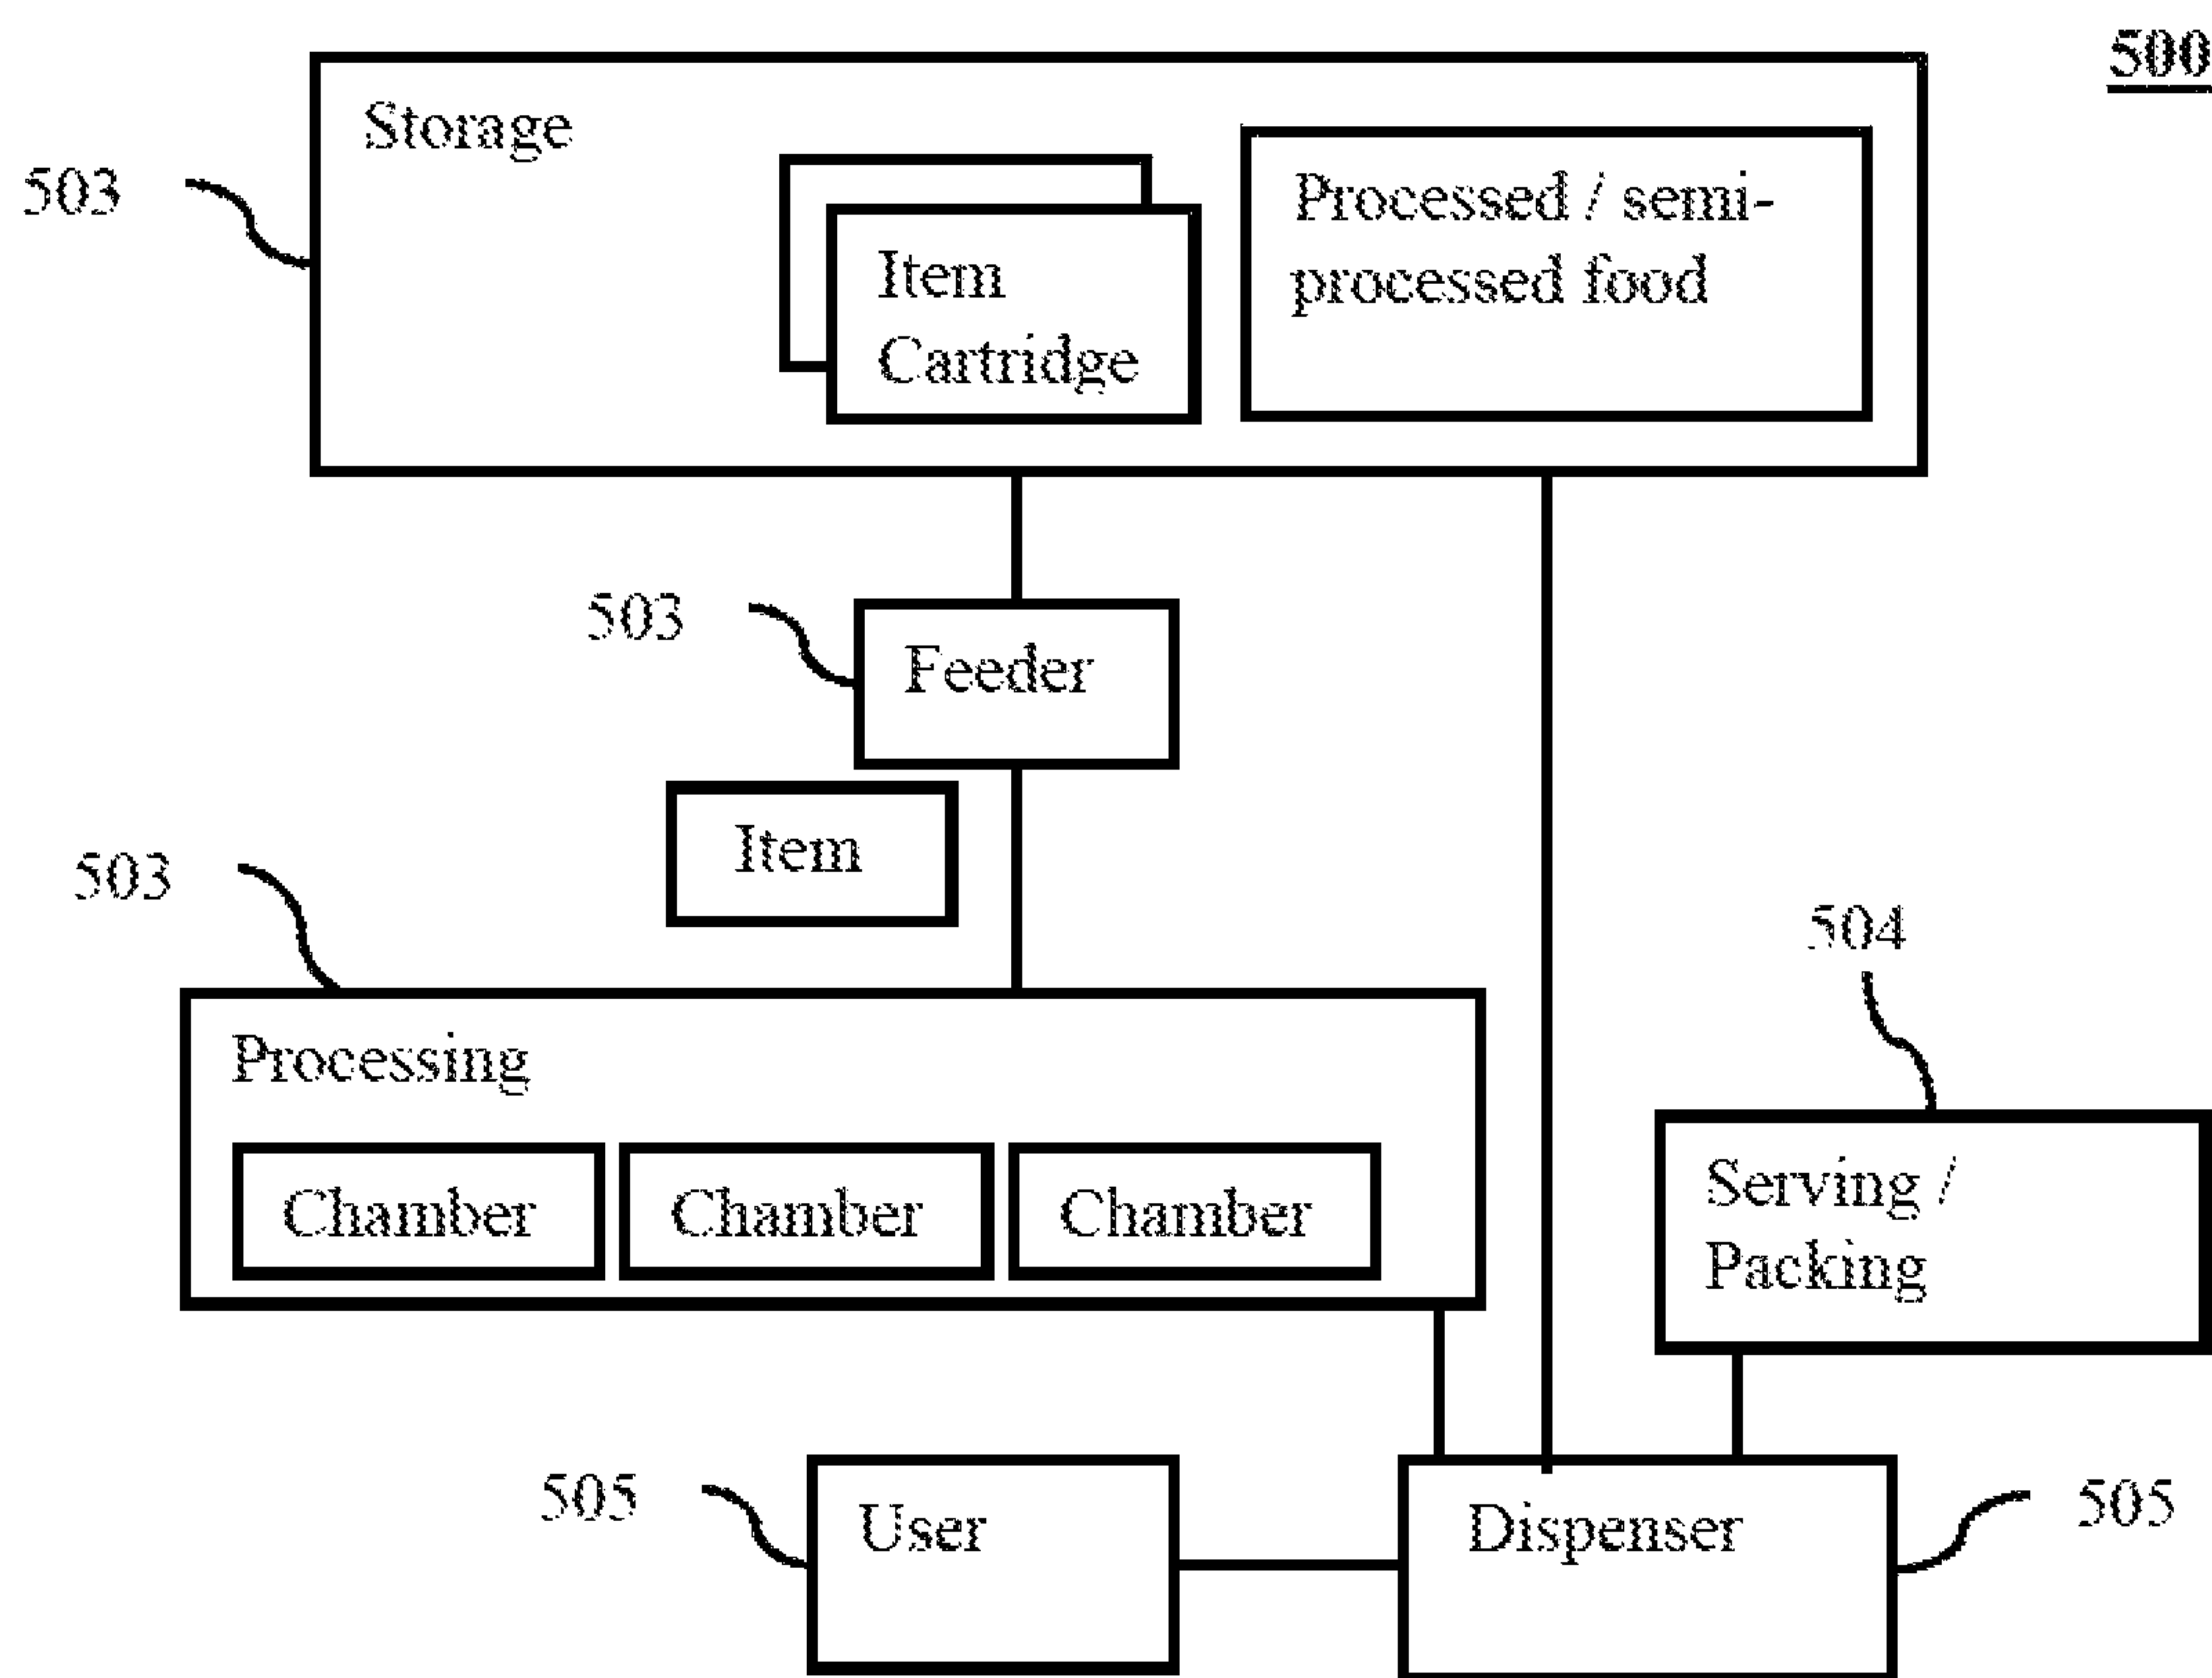 500
Storage
503
Processed / semi-
processed food
Item
Cartridge
503
Feeder
Item
503
504
Processing
Serving /
Packing
Chamber
Chamber
Chamber
505
User
Dispenser
505